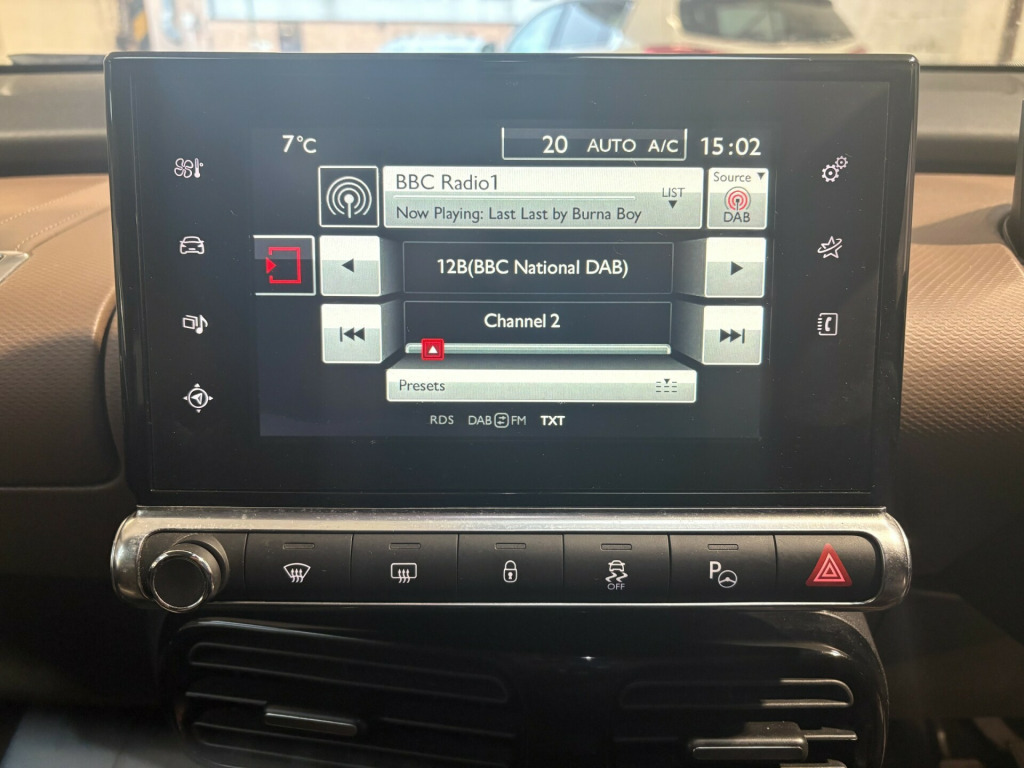 7°C
20 AUTO A/C
15:02
BBC Radio1
LIST
Now Playing: Last Last by Burna Boy
Source
DAB
12B(BBC National DAB)
Channel 2
Presets
RDS DAB FM TXT
OFF
P